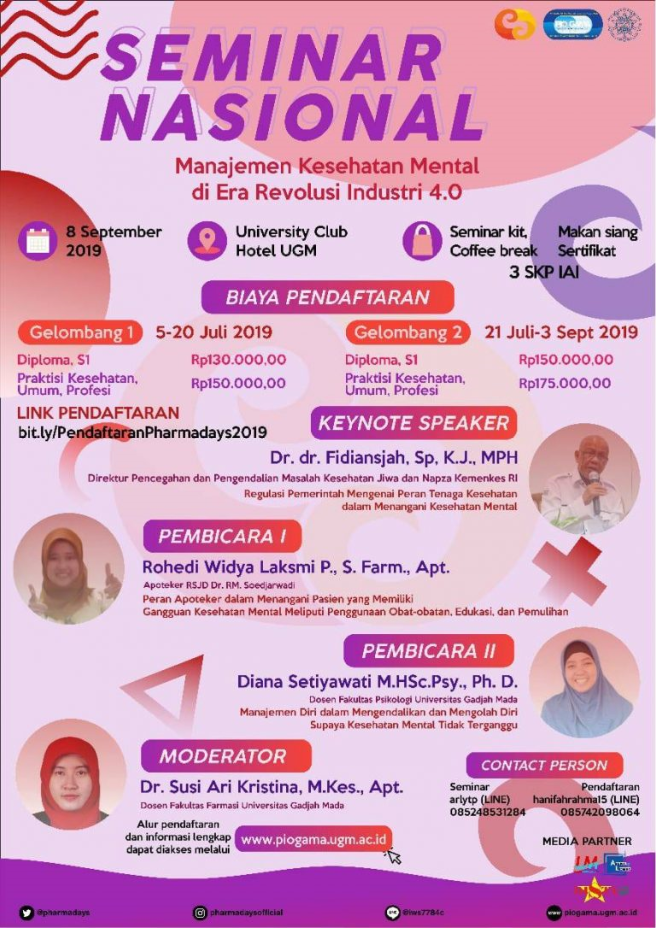 SEMINAR
NASIONAL
Manajemen Kesehatan Mental
di Era Revolusi Industri 4.0
8 September
2019
University Club
Hotel UGM
Seminar kit,
Coffee break
Makan siang
Sertifikat
3 SKP IAI
BIAYA PENDAFTARAN
Gelombang 1 5-20 Juli 2019
Diploma, S1 Rp130.000,00
Praktisi Kesehatan,
Umum, Profesi Rp150.000,00
Gelombang 2 21 Juli-3 Sept 2019
Diploma, S1 Rp150.000,00
Praktisi Kesehatan,
Umum, Profesi Rp175.000,00
LINK PENDAFTARAN
bit.ly/PendaftaranPharmadays2019
KEYNOTE SPEAKER
Dr. dr. Fidiansjah, Sp, K.J., MPH
Direktur Pencegahan dan Pengendalian Masalah Kesehatan Jiwa dan Napza Kemenkes RI
Regulasi Pemerintah Mengenai Peran Tenaga Kesehatan
dalam Menangani Kesehatan Mental
PEMBICARA I
Rohedi Widya Laksmi P., S. Farm., Apt.
Apoteker RSJD Dr. RM. Soedjarwadi
Peran Apoteker dalam Menangani Pasien yang Memiliki
Gangguan Kesehatan Mental Meliputi Penggunaan Obat-obatan, Edukasi, dan Pemulihan
PEMBICARA II
Diana Setiyawati M.HSc.Psy., Ph. D.
Dosen Fakultas Psikologi Universitas Gadjah Mada
Manajemen Diri dalam Mengendalikan dan Mengolah Diri
Supaya Kesehatan Mental Tidak Terganggu
MODERATOR
Dr. Susi Ari Kristina, M.Kes., Apt.
Dosen Fakultas Farmasi Universitas Gadjah Mada
Alur pendaftaran
dan informasi lengkap
dapat diakses melalui
www.piogama.ugm.ac.id
CONTACT PERSON
Seminar
arlytp (LINE)
085248531284
Pendaftaran
hanifahrahma15 (LINE)
085742098064
MEDIA PARTNER
@pharmadays
pharmadaysofficial
@iws7784c
piogama.ugm.ac.id